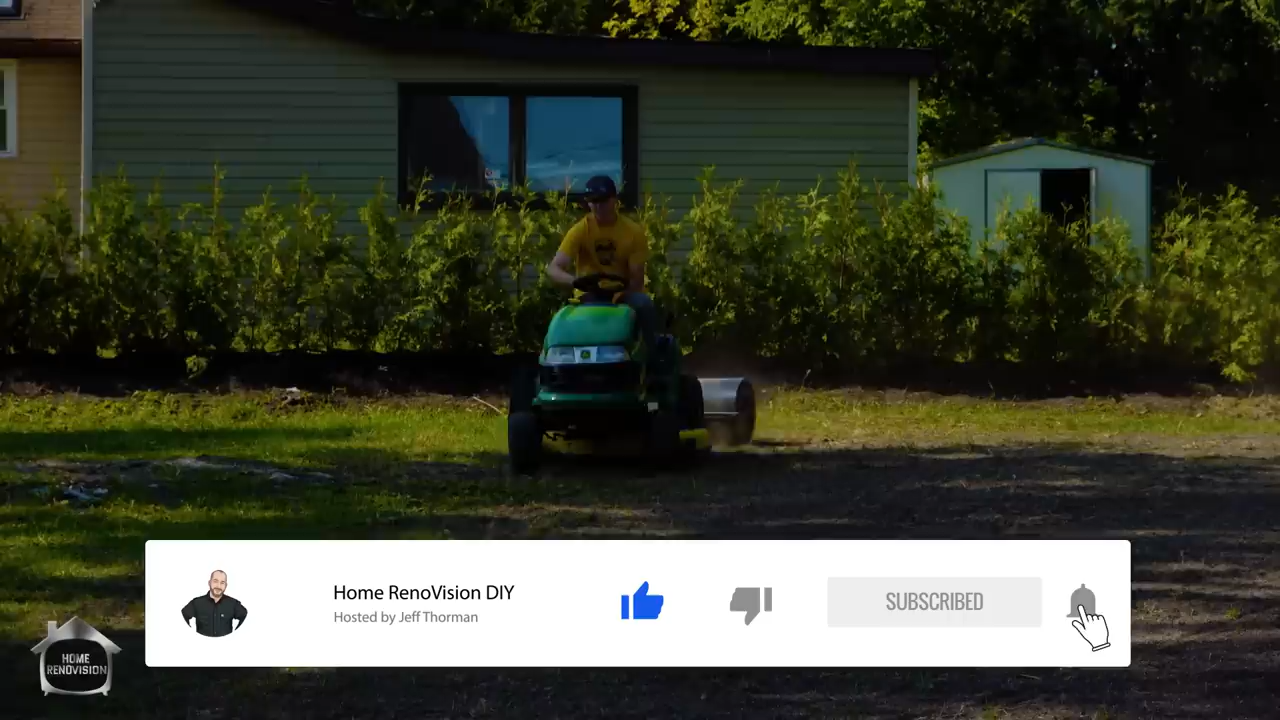 Home RenoVision DIY
Hosted by Jeff Thorman
SUBSCRIBED
HOME
RENOVISION